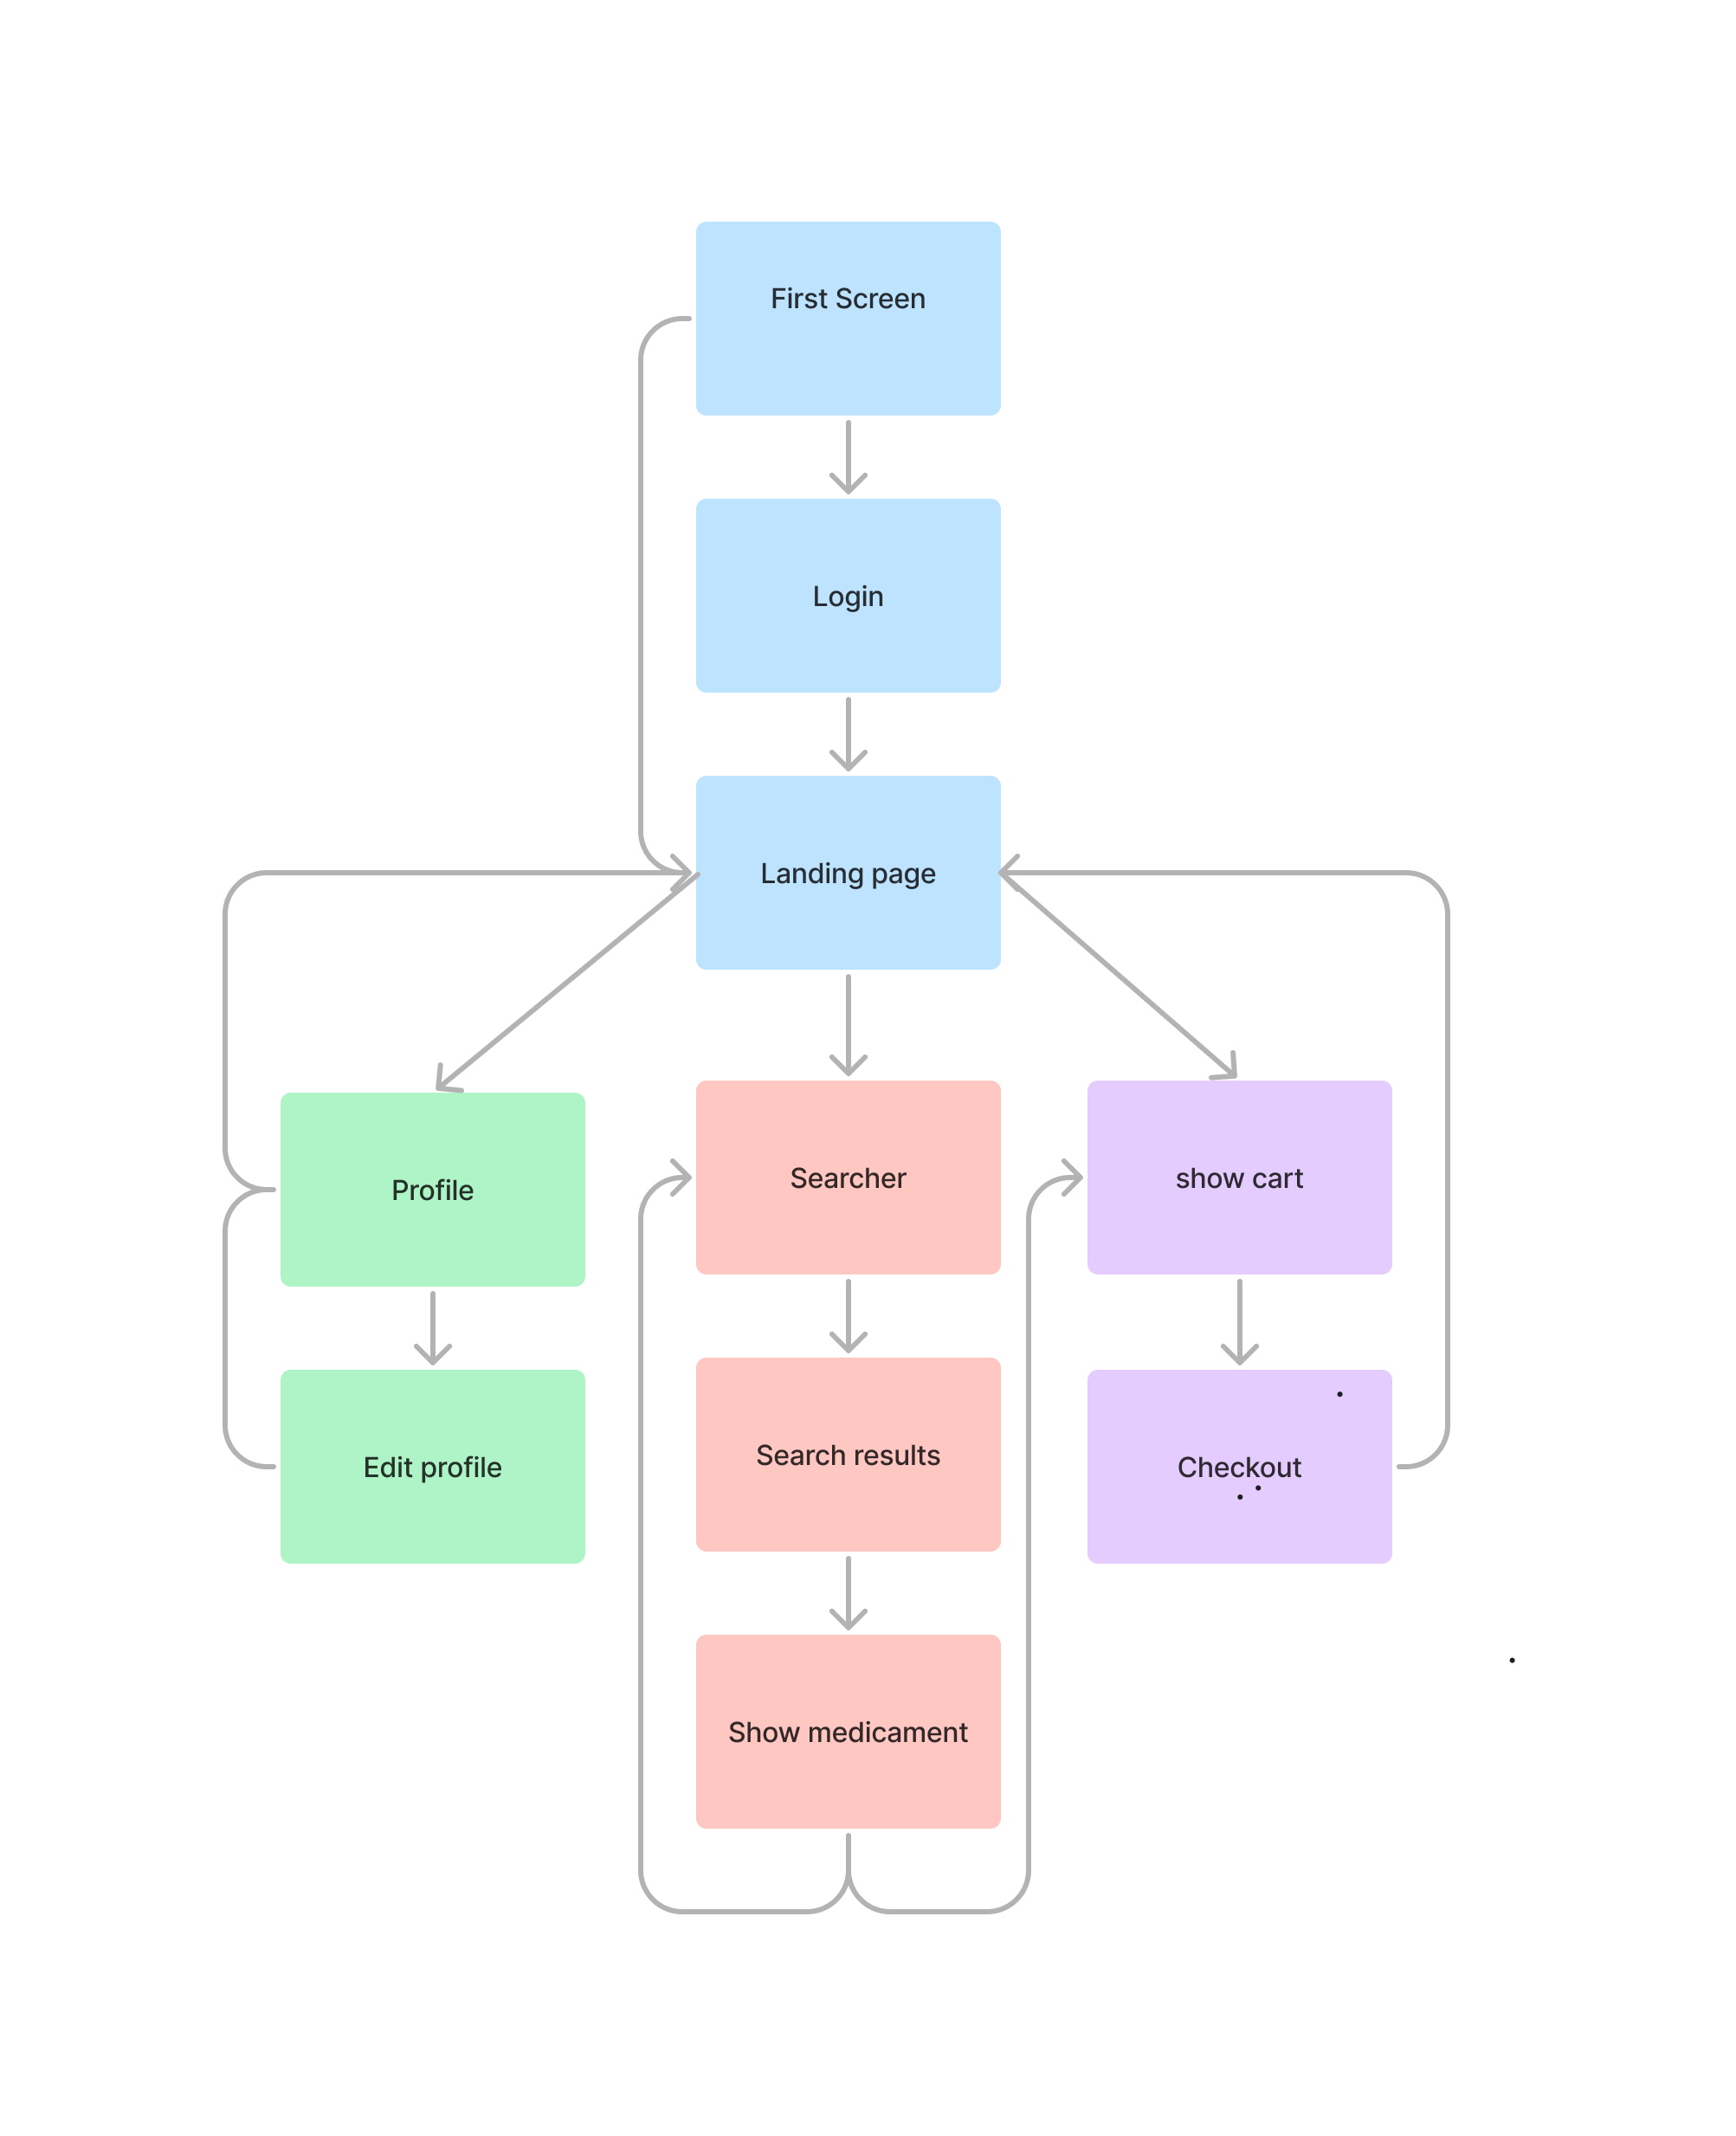 First Screen
Login
Landing page
Profile
Searcher
show cart
Edit profile
Search results
Checkout
Show medicament